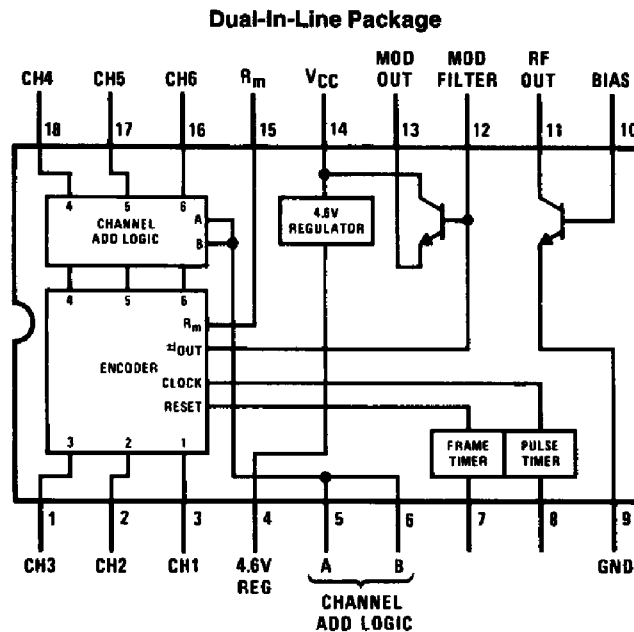 Dual-In-Line Package
CH4 CH5 CH6 Rm VCC MOD OUT MOD FILTER RF OUT BIAS
18 17 16 15 14 13 12 11 10
4 5 6
CHANNEL ADD LOGIC
A
B
4.6V REGULATOR
4 5 6
Rm
OUT
ENCODER
CLOCK
RESET
3 2 1
FRAME TIMER
PULSE TIMER
1 2 3 4 5 6 7 8 9
CH3 CH2 CH1 4.6V REG A B GND
CHANNEL
ADD LOGIC